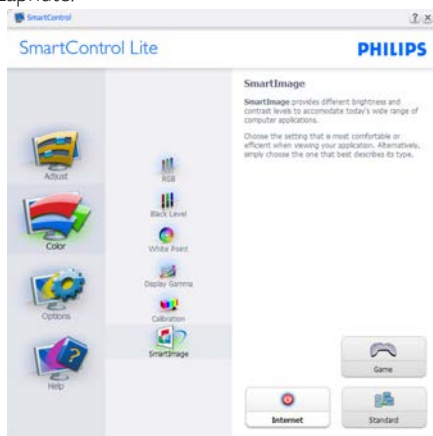 zapnuto.
SmartControl
SmartControl Lite
PHILIPS
Adjust
Color
Options
Help
RGB
Black Level
White Point
Display Gamma
Calibration
SmartImage
SmartImage
SmartImage provides different brightness and
contrast levels to accomodate today's wide range of
computer applications.
Choose the setting that is most comfortable or
efficient when viewing your application. Alternatively,
simply choose the one that best describes its type.
Game
Internet
Standard